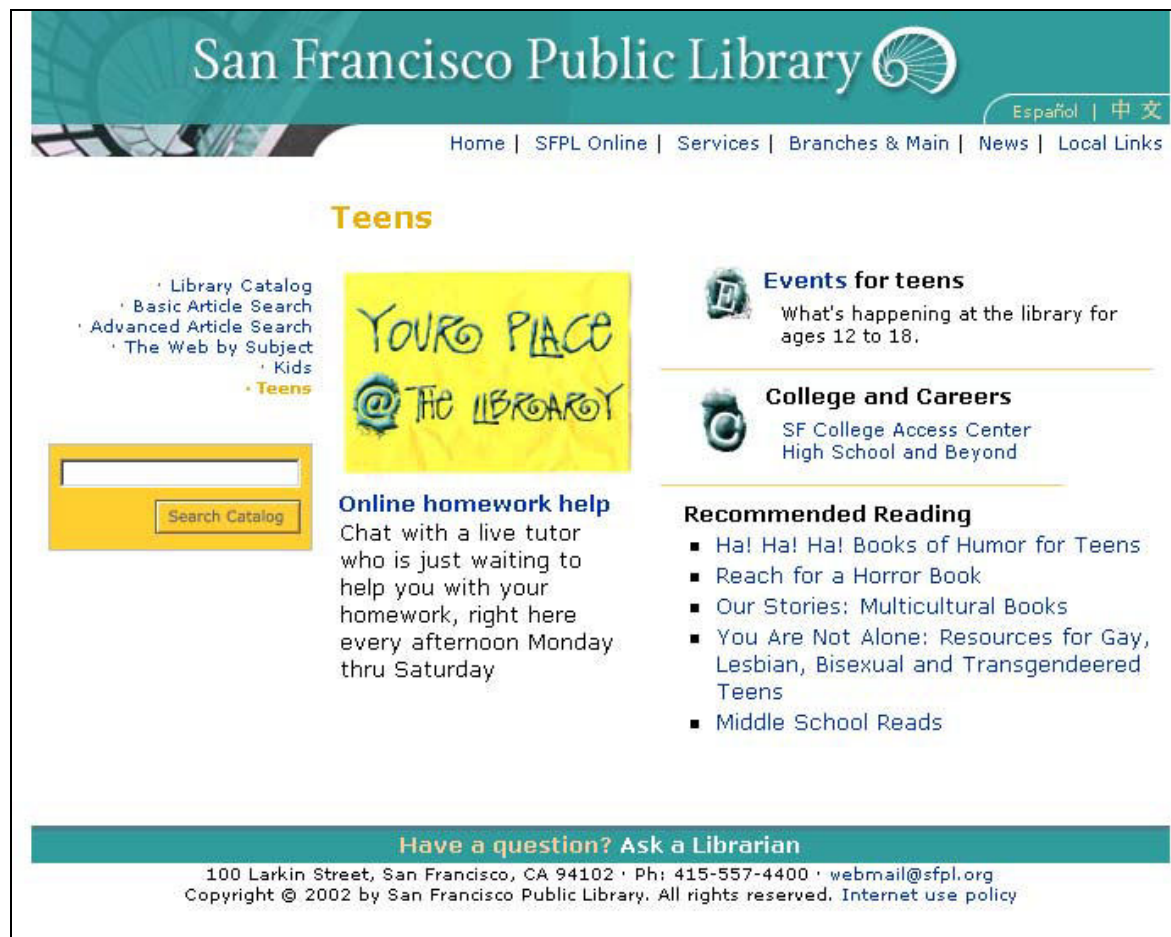 San Francisco Public Library
Español | 中文
Home | SFPL Online | Services | Branches & Main | News | Local Links
Teens
· Library Catalog
· Basic Article Search
· Advanced Article Search
· The Web by Subject
· Kids
· Teens
Search Catalog
YOUR PLACE
@ THE LIBRARY
Online homework help
Chat with a live tutor
who is just waiting to
help you with your
homework, right here
every afternoon Monday
thru Saturday
E
Events for teens
What's happening at the library for
ages 12 to 18.
C
College and Careers
SF College Access Center
High School and Beyond
Recommended Reading
▪ Ha! Ha! Ha! Books of Humor for Teens
▪ Reach for a Horror Book
▪ Our Stories: Multicultural Books
▪ You Are Not Alone: Resources for Gay,
Lesbian, Bisexual and Transgendeered
Teens
▪ Middle School Reads
Have a question? Ask a Librarian
100 Larkin Street, San Francisco, CA 94102 · Ph: 415-557-4400 · webmail@sfpl.org
Copyright © 2002 by San Francisco Public Library. All rights reserved. Internet use policy